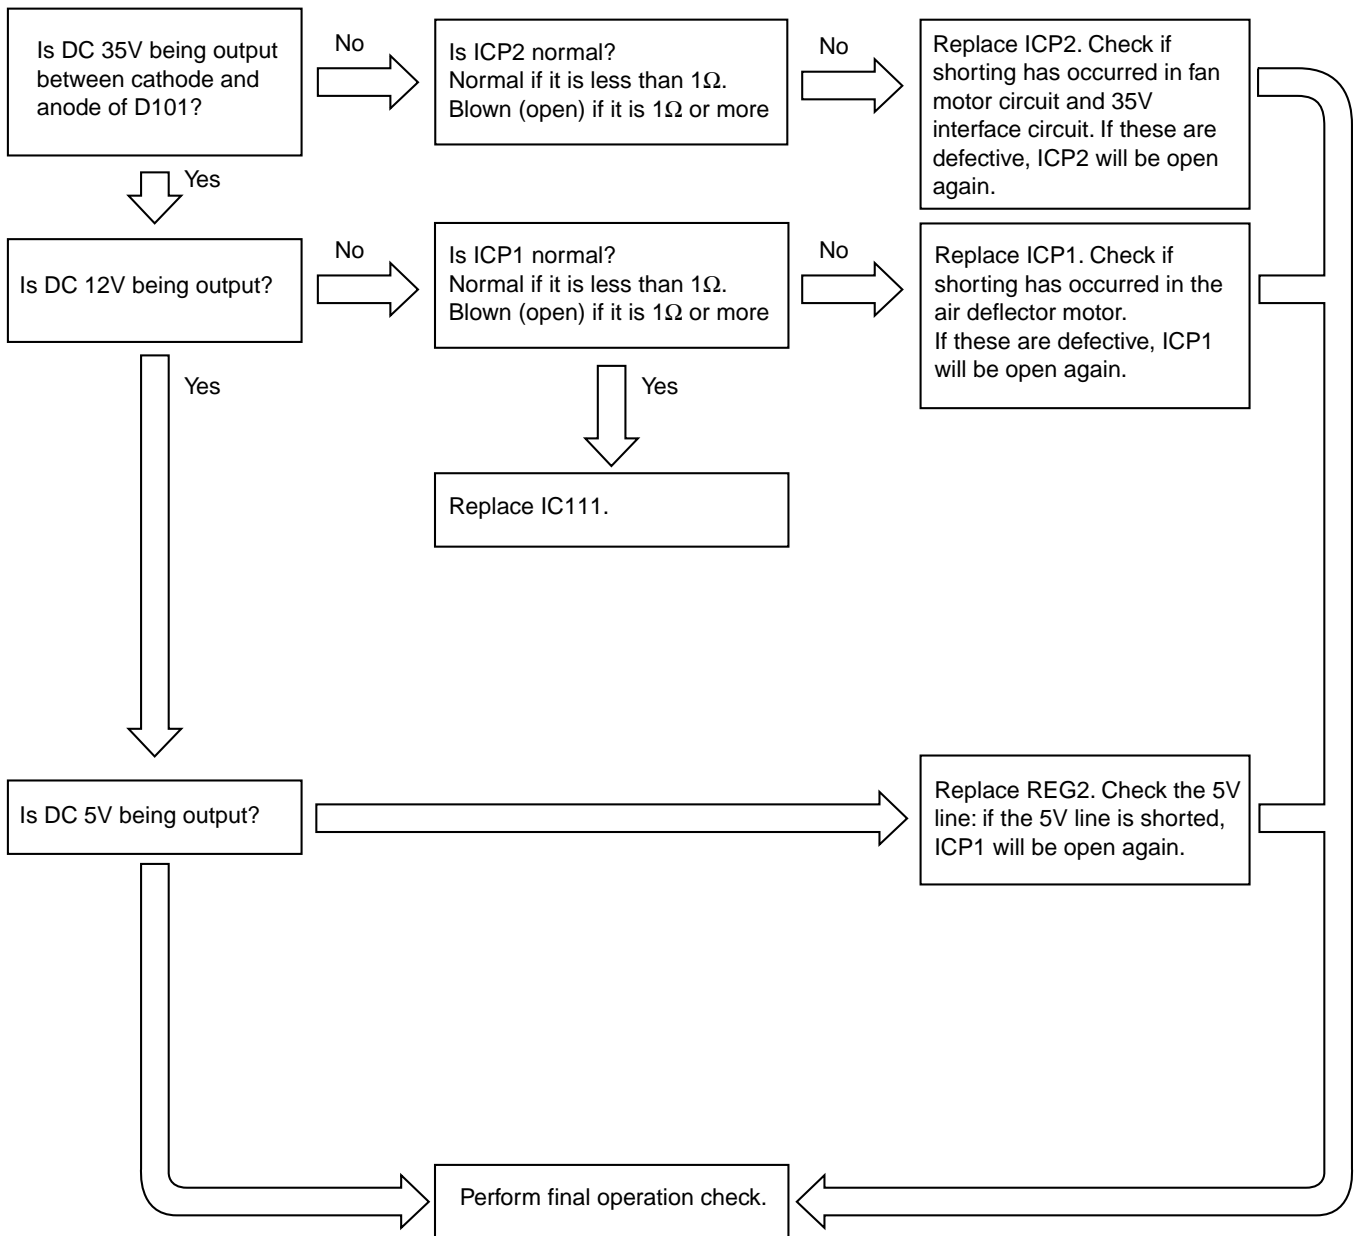 Is DC 35V being output
between cathode and
anode of D101?
No
Is ICP2 normal?
Normal if it is less than 1Ω.
Blown (open) if it is 1Ω or more
No
Replace ICP2. Check if
shorting has occurred in fan
motor circuit and 35V
interface circuit. If these are
defective, ICP2 will be open
again.
Yes
Is DC 12V being output?
No
Is ICP1 normal?
Normal if it is less than 1Ω.
Blown (open) if it is 1Ω or more
No
Replace ICP1. Check if
shorting has occurred in the
air deflector motor.
If these are defective, ICP1
will be open again.
Yes
Yes
Replace IC111.
Is DC 5V being output?
Replace REG2. Check the 5V
line: if the 5V line is shorted,
ICP1 will be open again.
Perform final operation check.